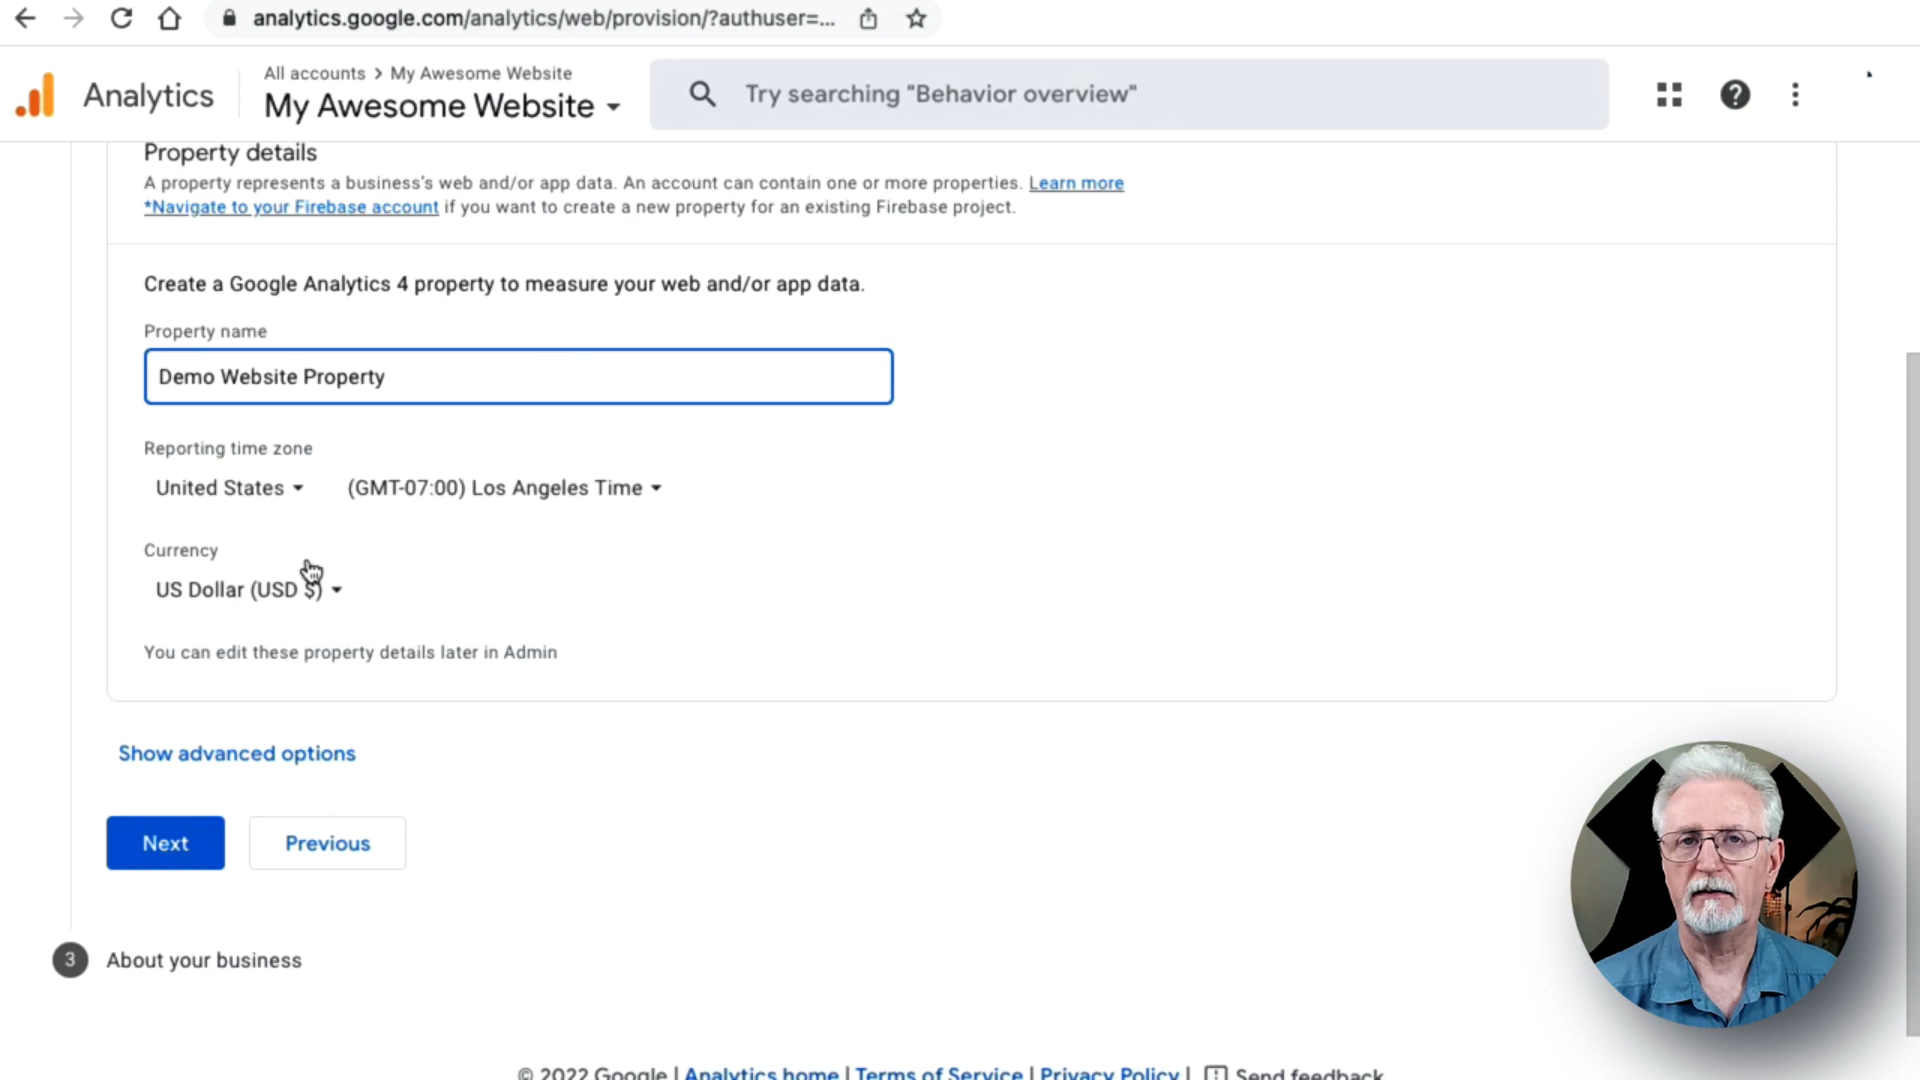 analytics.google.com/analytics/web/provision/?authuser=...
Analytics
All accounts > My Awesome Website
My Awesome Website
Try searching "Behavior overview"
Property details
A property represents a business's web and/or app data. An account can contain one or more properties. Learn more
*Navigate to your Firebase account if you want to create a new property for an existing Firebase project.
Create a Google Analytics 4 property to measure your web and/or app data.
Property name
Demo Website Property
Reporting time zone
United States (GMT-07:00) Los Angeles Time
Currency
US Dollar (USD $)
You can edit these property details later in Admin
Show advanced options
Next Previous
3 About your business
© 2022 Google | Analytics home | Terms of Service | Privacy Policy | Send feedback